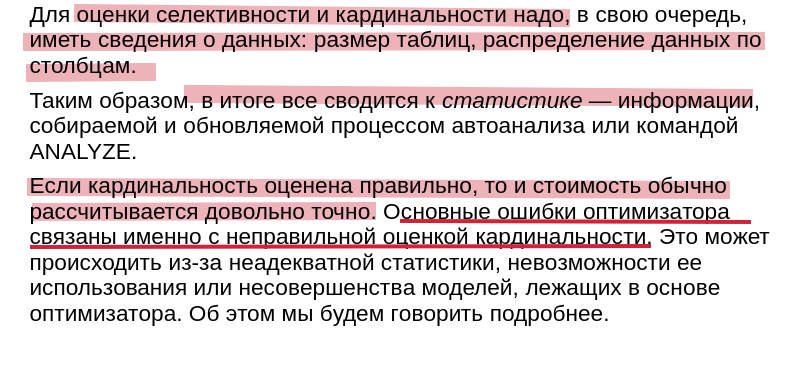 Для оценки селективности и кардинальности надо, в свою очередь,
иметь сведения о данных: размер таблиц, распределение данных по
столбцам.
Таким образом, в итоге все сводится к статистике — информации,
собираемой и обновляемой процессом автоанализа или командой
ANALYZE.
Если кардинальность оценена правильно, то и стоимость обычно
рассчитывается довольно точно. Основные ошибки оптимизатора
связаны именно с неправильной оценкой кардинальности. Это может
происходить из-за неадекватной статистики, невозможности ее
использования или несовершенства моделей, лежащих в основе
оптимизатора. Об этом мы будем говорить подробнее.